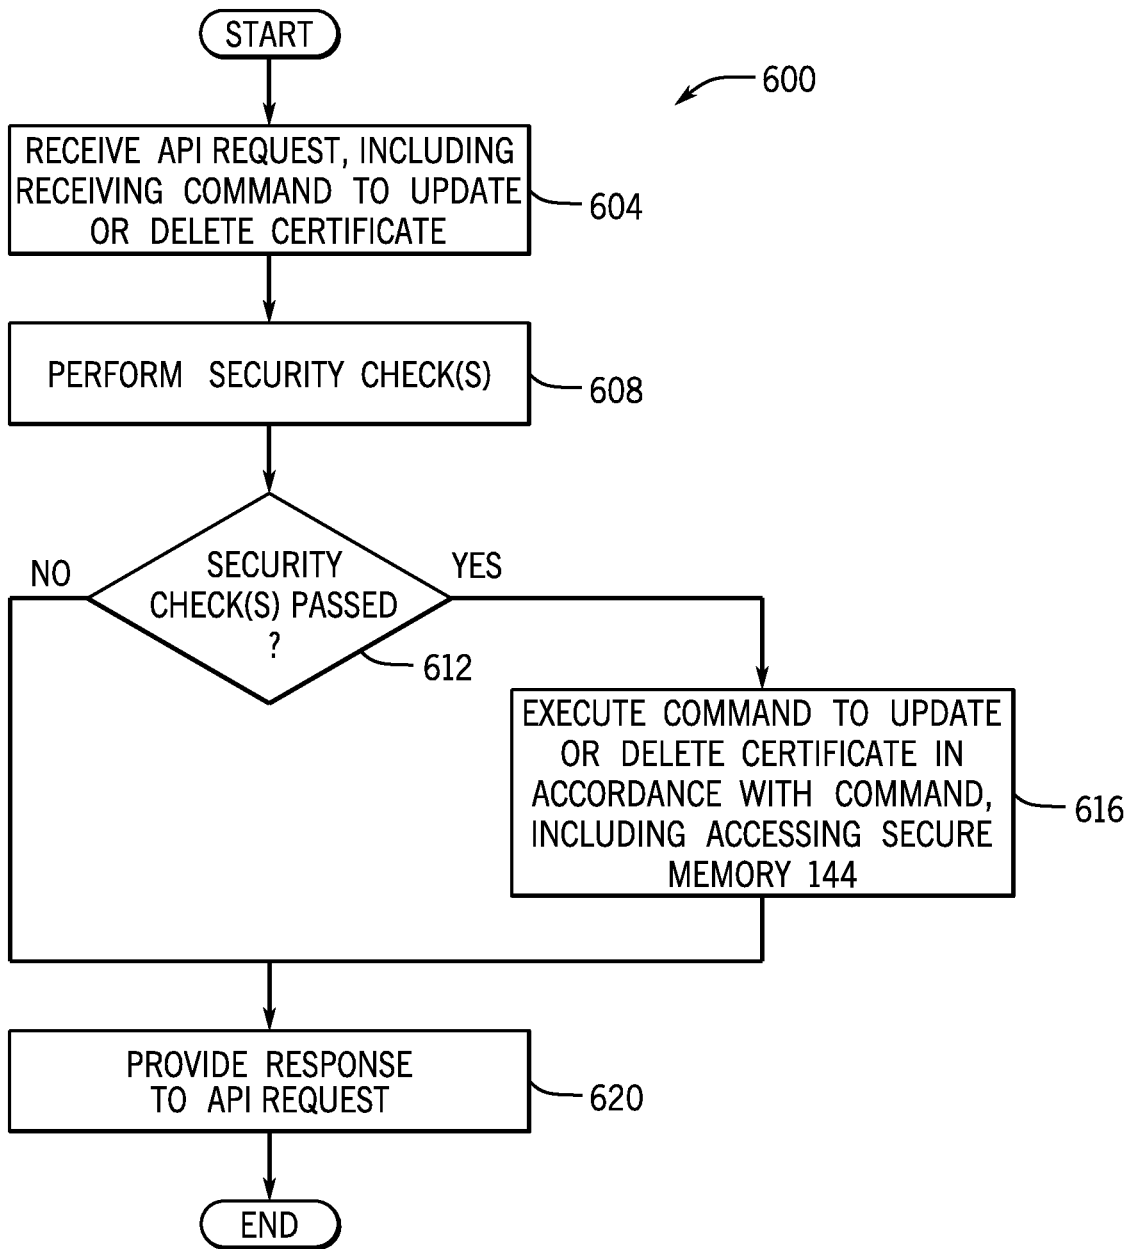 START
600
RECEIVE API REQUEST, INCLUDING
RECEIVING COMMAND TO UPDATE
OR DELETE CERTIFICATE
604
PERFORM SECURITY CHECK(S)
608
NO
YES
SECURITY
CHECK(S) PASSED
?
612
EXECUTE COMMAND TO UPDATE
OR DELETE CERTIFICATE IN
ACCORDANCE WITH COMMAND,
INCLUDING ACCESSING SECURE
MEMORY 144
616
PROVIDE RESPONSE
TO API REQUEST
620
END